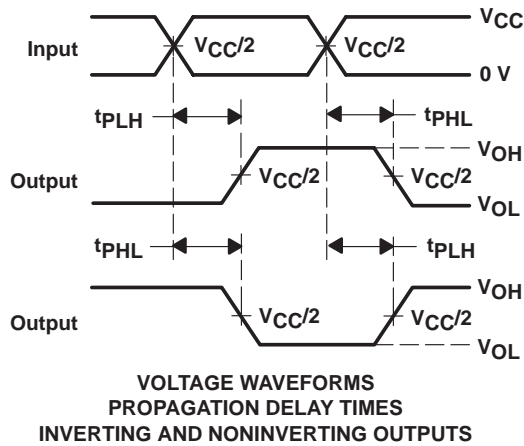 VCC
Input VCC/2 VCC/2
0 V
tPLH tPHL
VOH
Output VCC/2 VCC/2
VOL
tPHL tPLH
VOH
Output VCC/2 VCC/2
VOL
VOLTAGE WAVEFORMS
PROPAGATION DELAY TIMES
INVERTING AND NONINVERTING OUTPUTS